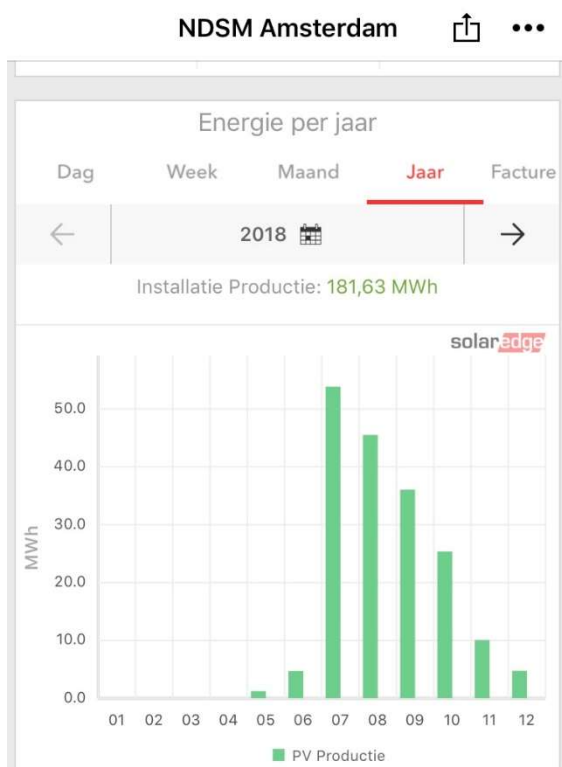 NDSM Amsterdam
Energie per jaar
Dag Week Maand Jaar Facture
2018
Installatie Productie: 181,63 MWh
solaredge
50.0
40.0
30.0
20.0
10.0
0.0
MWh
01 02 03 04 05 06 07 08 09 10 11 12
PV Productie